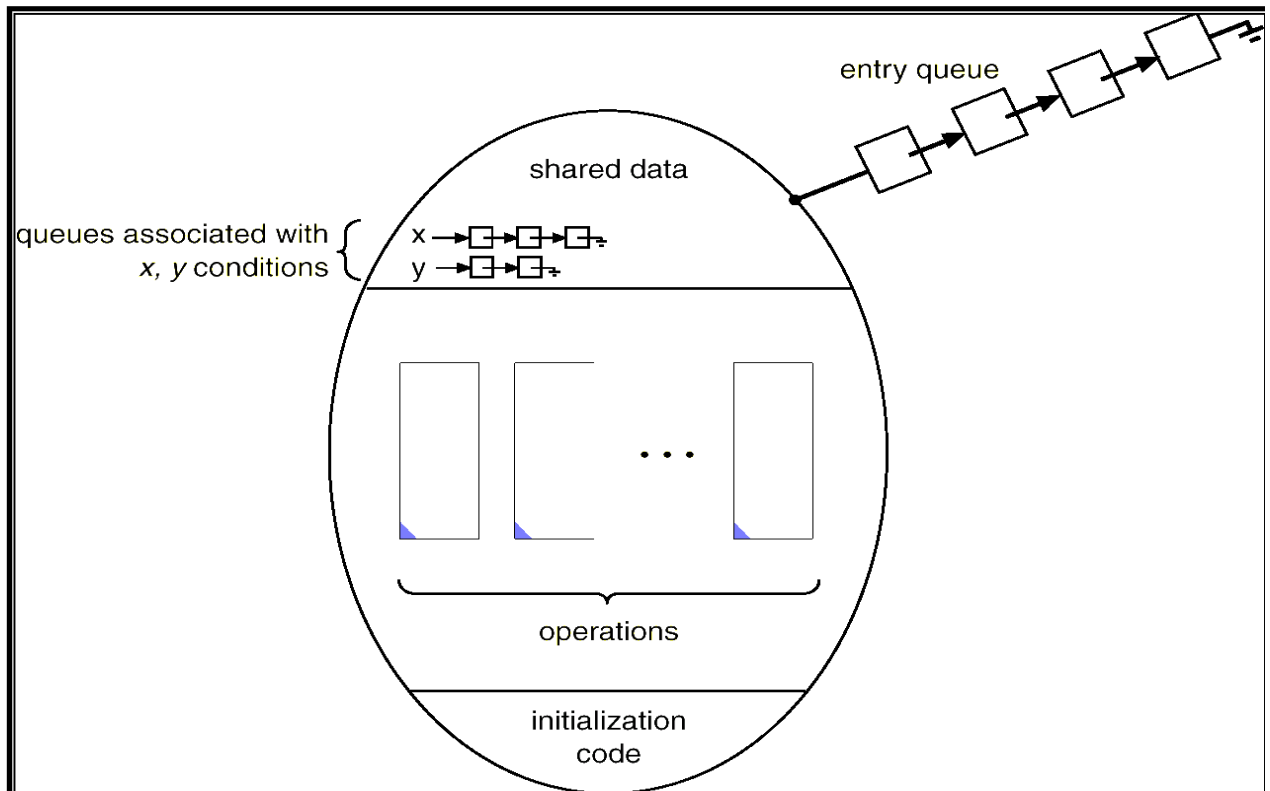 entry queue
shared data
queues associated with
x, y conditions
x
y
...
operations
initialization
code